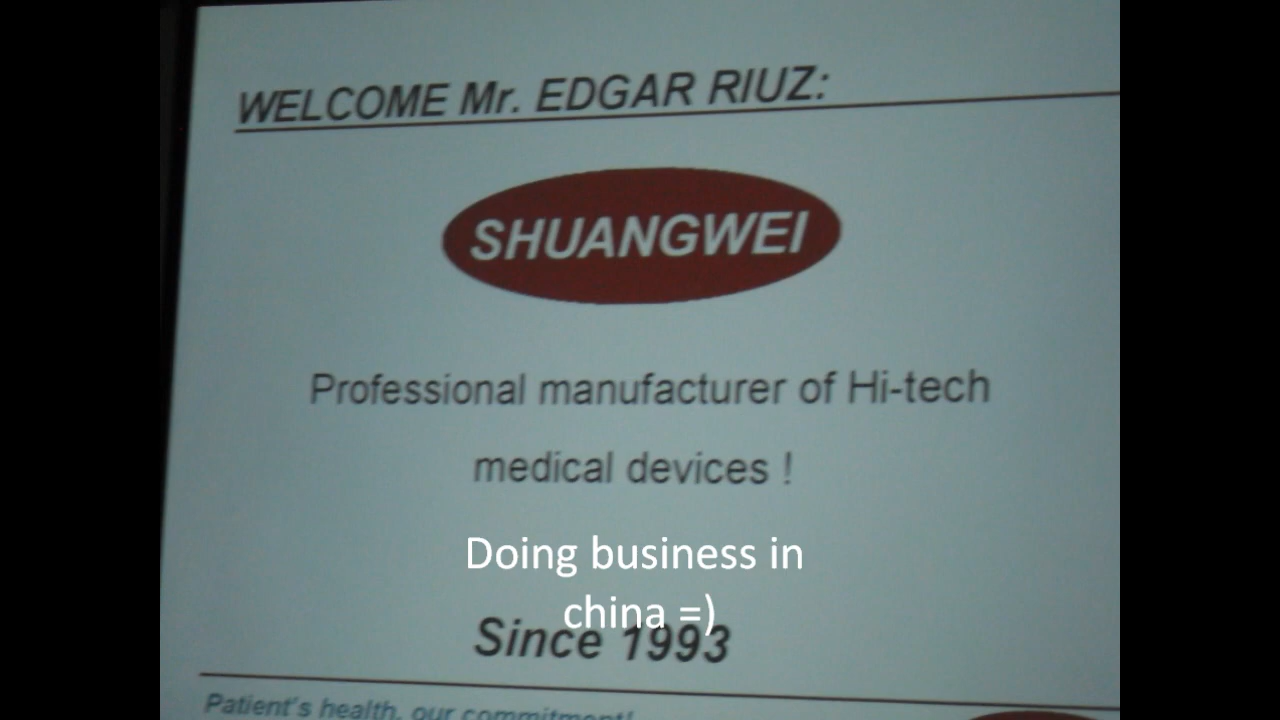 WELCOME Mr. EDGAR RIUZ:
SHUANGWEI
Professional manufacturer of Hi-tech
medical devices !
Doing business in
china =)
Since 1993
Patient's health, our commitment!